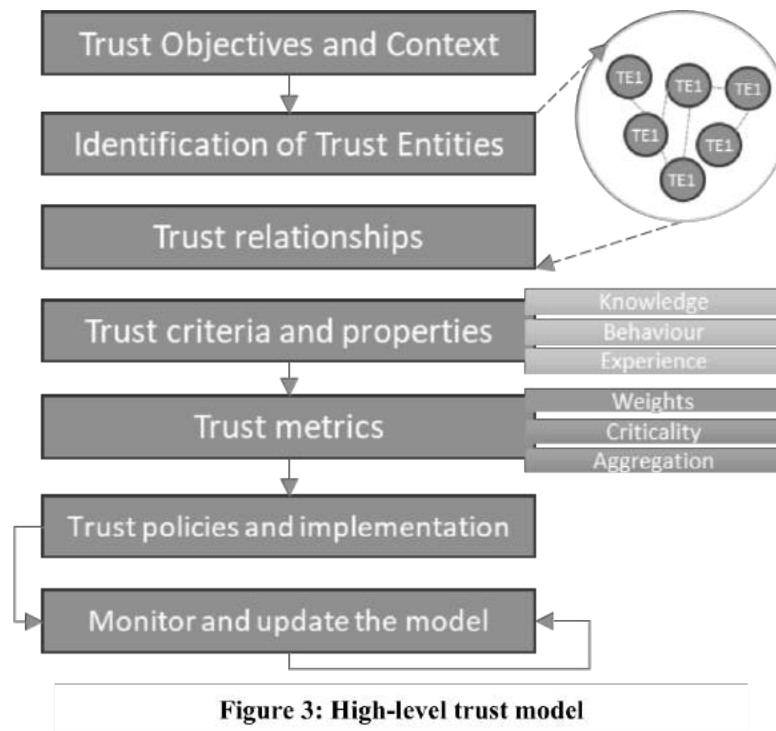 Trust Objectives and Context
Identification of Trust Entities
TE1
TE1
TE1
TE1
TE1
TE1
Trust relationships
Trust criteria and properties
Knowledge
Behaviour
Experience
Trust metrics
Weights
Criticality
Aggregation
Trust policies and implementation
Monitor and update the model
Figure 3: High-level trust model